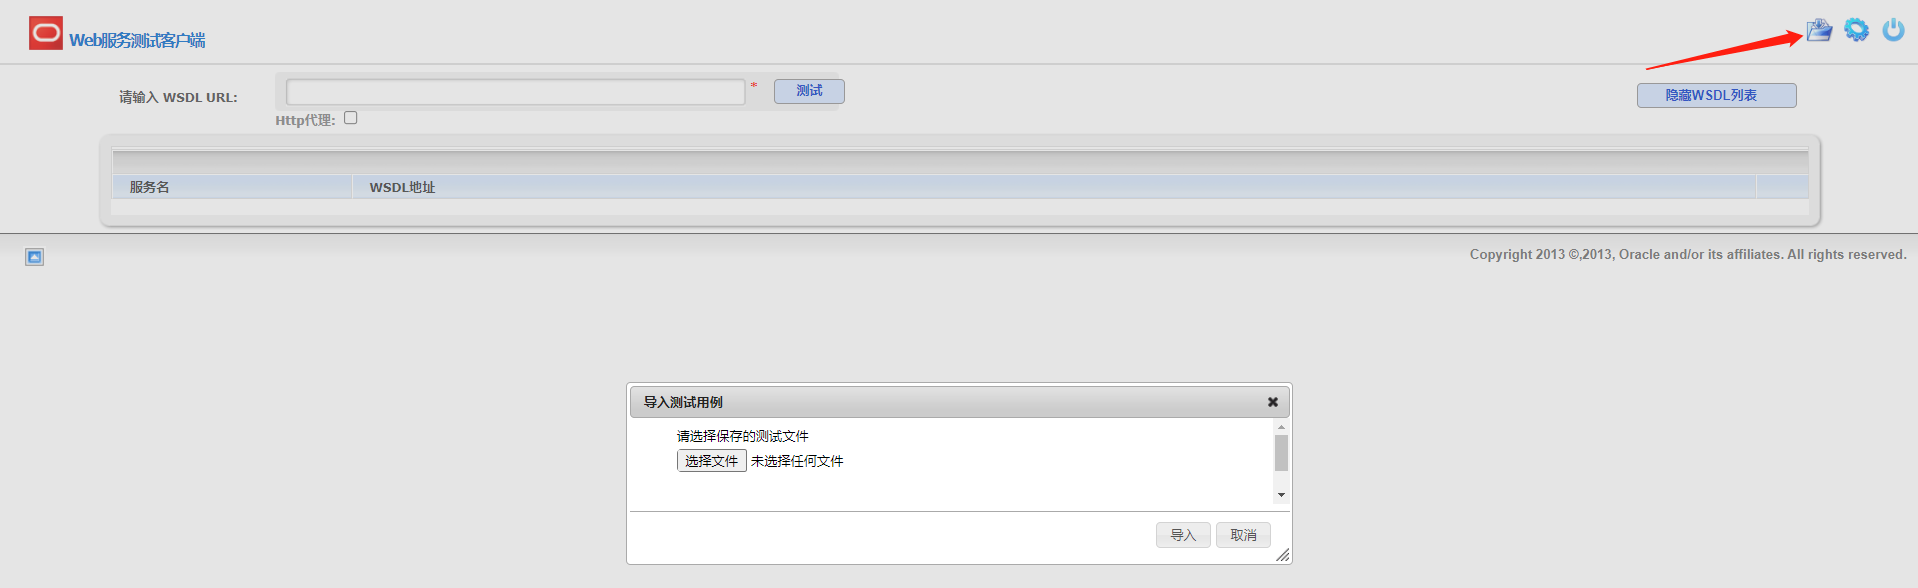 Web服务测试客户端
请输入 WSDL URL:
*
测试
隐藏WSDL列表
Http代理:
服务名
WSDL地址
Copyright 2013 ©,2013, Oracle and/or its affiliates. All rights reserved.
导入测试用例
请选择保存的测试文件
选择文件 未选择任何文件
导入
取消